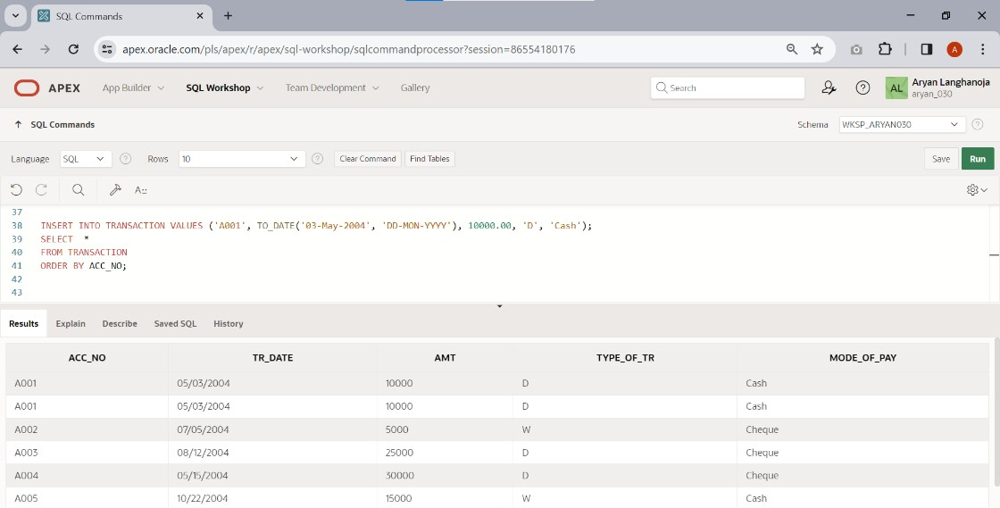 SQL Commands
apex.oracle.com/pls/apex/r/apex/sql-workshop/sqlcommandprocessor?session=86554180176
A
APEX App Builder SQL Workshop Team Development Gallery Search AL Aryan Langhanoja
aryan_030
SQL Commands Schema WKSP_ARYAN030
Language SQL Rows 10 Clear Command Find Tables Save Run
37
38 INSERT INTO TRANSACTION VALUES ('A001', TO_DATE('03-May-2004', 'DD-MON-YYYY'), 10000.00, 'D', 'Cash');
39 SELECT *
40 FROM TRANSACTION
41 ORDER BY ACC_NO;
42
43
Results Explain Describe Saved SQL History
ACC_NO TR_DATE AMT TYPE_OF_TR MODE_OF_PAY
A001 05/03/2004 10000 D Cash
A001 05/03/2004 10000 D Cash
A002 07/05/2004 5000 W Cheque
A003 08/12/2004 25000 D Cheque
A004 05/15/2004 30000 D Cheque
A005 10/22/2004 15000 W Cash